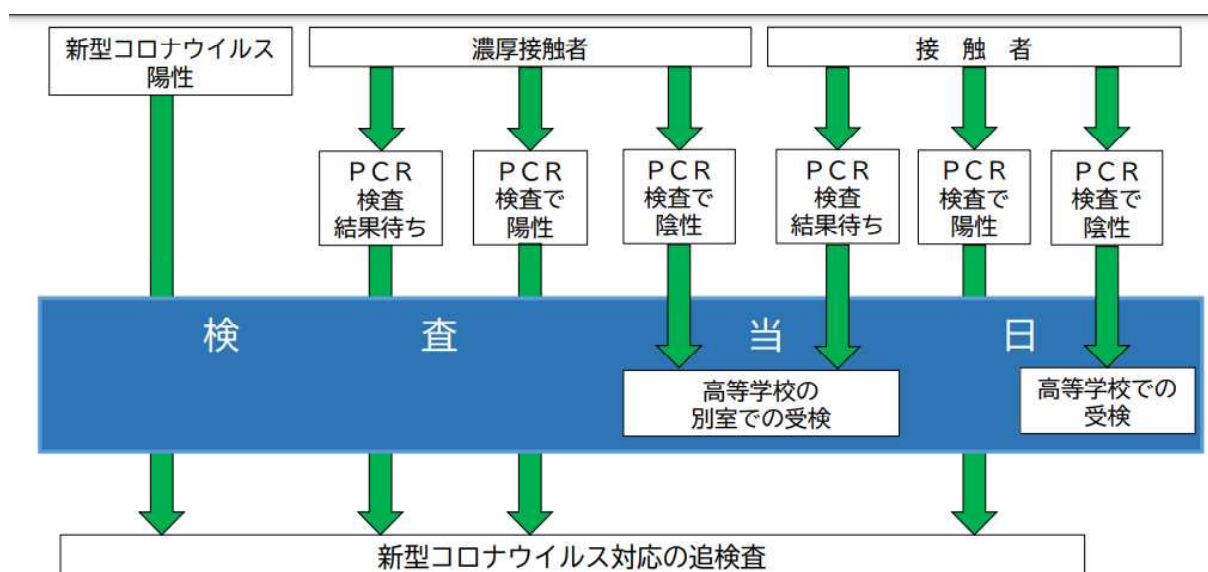 新型コロナウイルス
陽性
濃厚接触者
接　触　者
ＰＣＲ
検査
結果待ち
ＰＣＲ
検査で
陽性
ＰＣＲ
検査で
陰性
ＰＣＲ
検査
結果待ち
ＰＣＲ
検査で
陽性
ＰＣＲ
検査で
陰性
検　査　当　日
高等学校の
別室での受検
高等学校での
受検
新型コロナウイルス対応の追検査